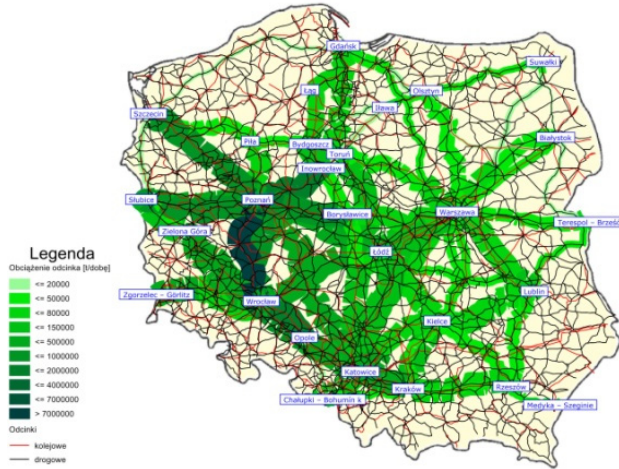 Gdańsk
Suwałki
Łąg
Olsztyn
Iława
Szczecin
Białystok
Piła
Bydgoszcz
Toruń
Inowrocław
Słubice
Poznań
Borysławice
Warszawa
Terespol – Brześć
Zielona Góra
Łódź
Legenda
Obciążenie odcinka [t/dobę]
Zgorzelec – Görlitz
Wrocław
Lublin
<= 20000
<= 50000
<= 80000
<= 150000
<= 500000
<= 1000000
<= 2000000
<= 4000000
<= 7000000
> 7000000
Kielce
Opole
Katowice
Kraków
Rzeszów
Chałupki – Bohumín k
Medyka – Szeginie
Odcinki
kolejowe
drogowe